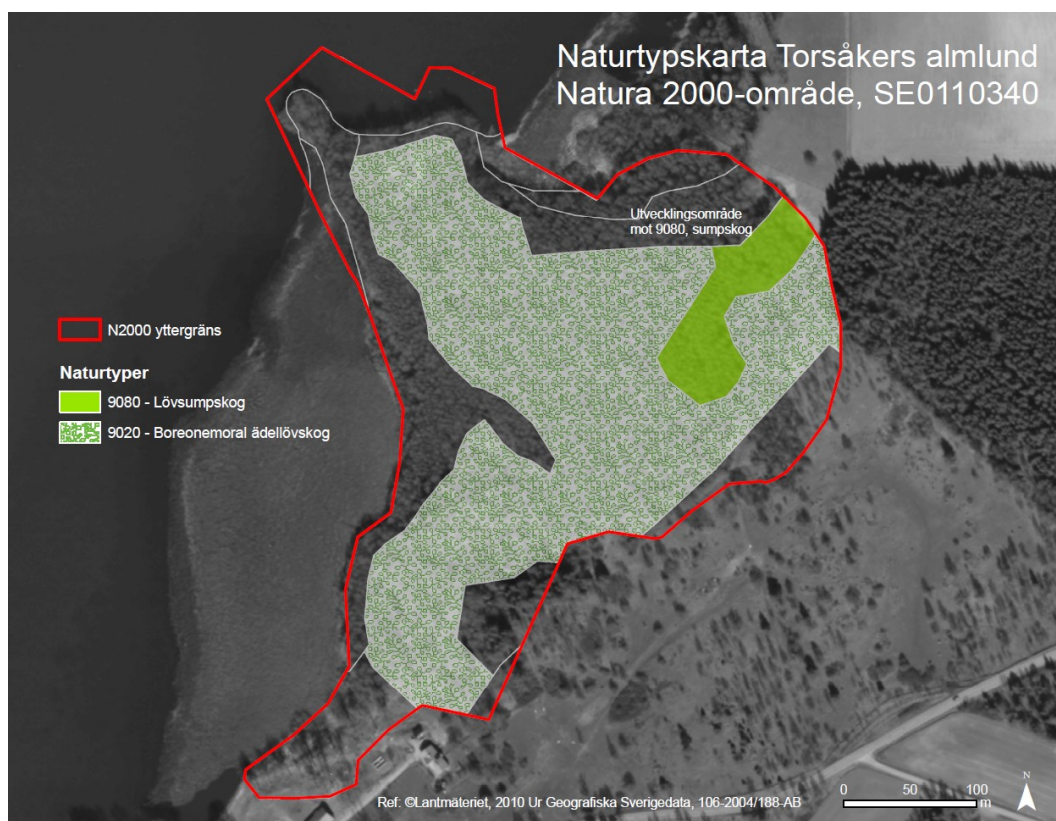 Naturtypskarta Torsåkers almlund
Natura 2000-område, SE0110340
Utvecklingsområde
mot 9080, sumpskog
N2000 yttergräns
Naturtyper
9080 - Lövsumpskog
9020 - Boreonemoral ädellövskog
Ref: ©Lantmäteriet, 2010 Ur Geografiska Sverigedata, 106-2004/188-AB
0 50 100
m
N